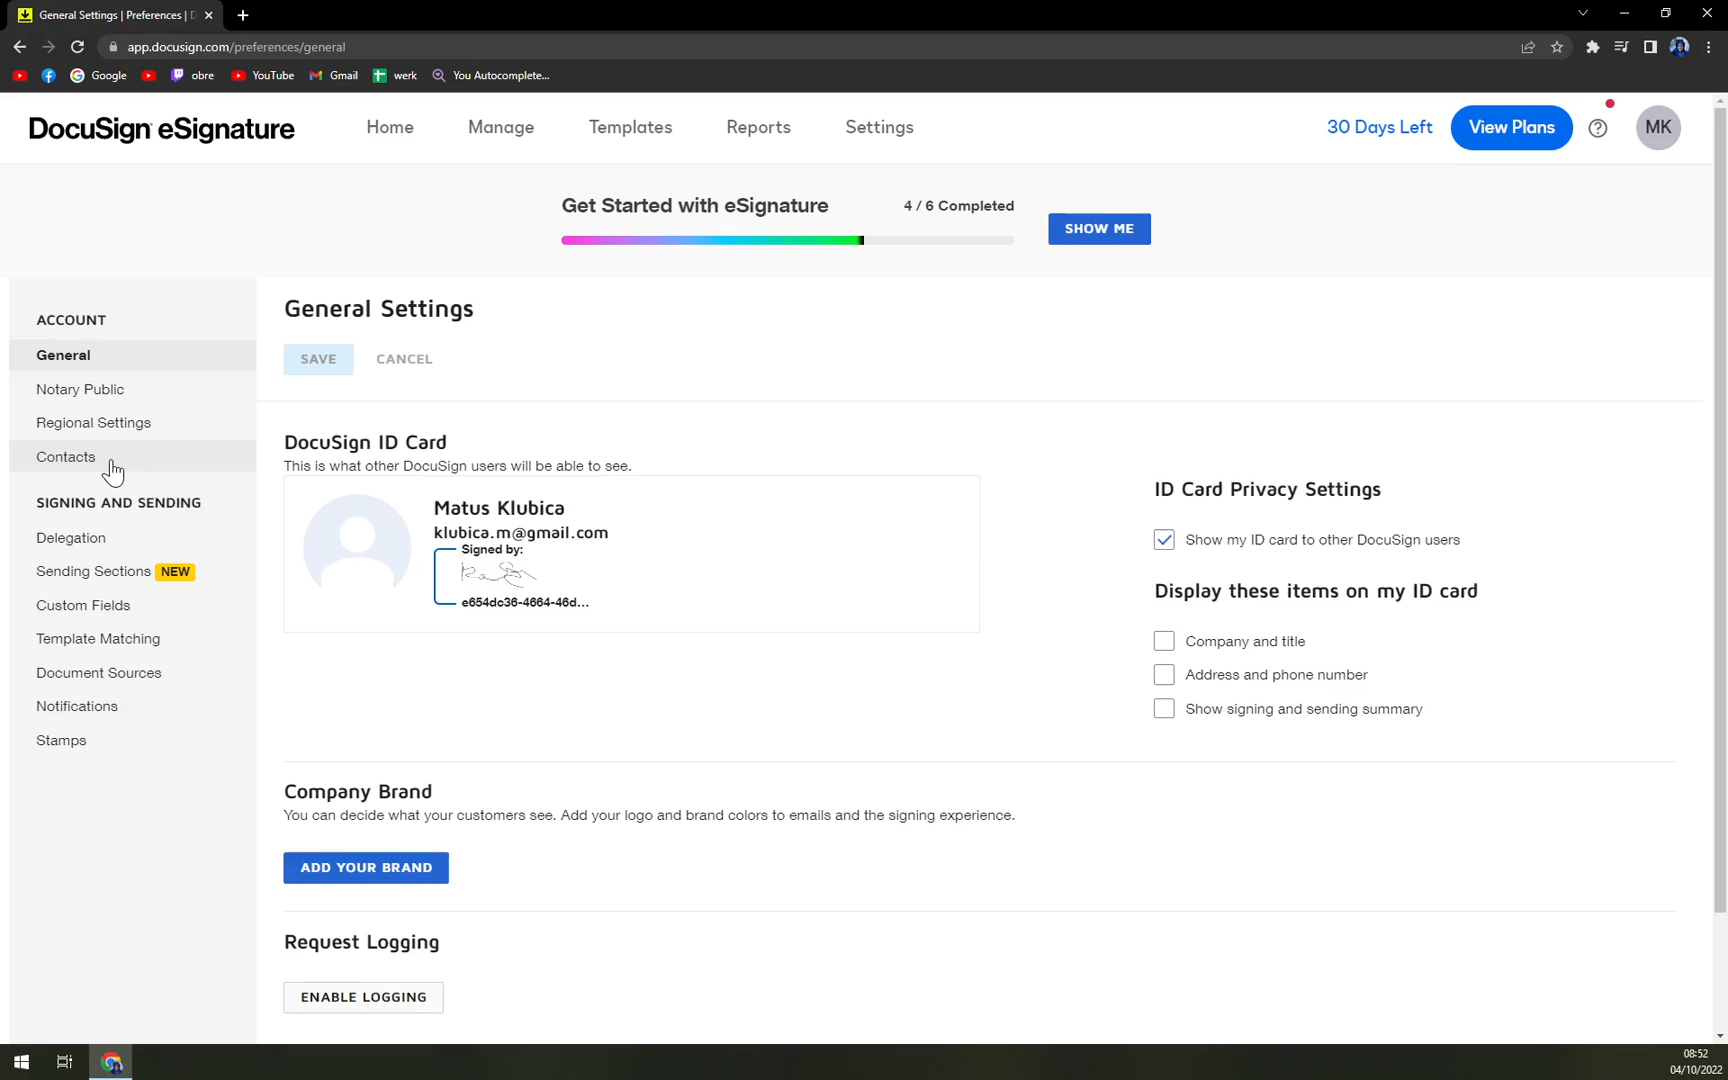 General Settings | Preferences | D
app.docusign.com/preferences/general
Google
obre
YouTube
Gmail
werk
You Autocomplete...
DocuSign eSignature
Home
Manage
Templates
Reports
Settings
30 Days Left
View Plans
MK
Get Started with eSignature
4 / 6 Completed
SHOW ME
ACCOUNT
General
Notary Public
Regional Settings
Contacts
SIGNING AND SENDING
Delegation
Sending Sections NEW
Custom Fields
Template Matching
Document Sources
Notifications
Stamps
General Settings
SAVE
CANCEL
DocuSign ID Card
This is what other DocuSign users will be able to see.
Matus Klubica
klubica.m@gmail.com
Signed by:
e654dc36-4664-46d...
ID Card Privacy Settings
Show my ID card to other DocuSign users
Display these items on my ID card
Company and title
Address and phone number
Show signing and sending summary
Company Brand
You can decide what your customers see. Add your logo and brand colors to emails and the signing experience.
ADD YOUR BRAND
Request Logging
ENABLE LOGGING
08:52
04/10/2022